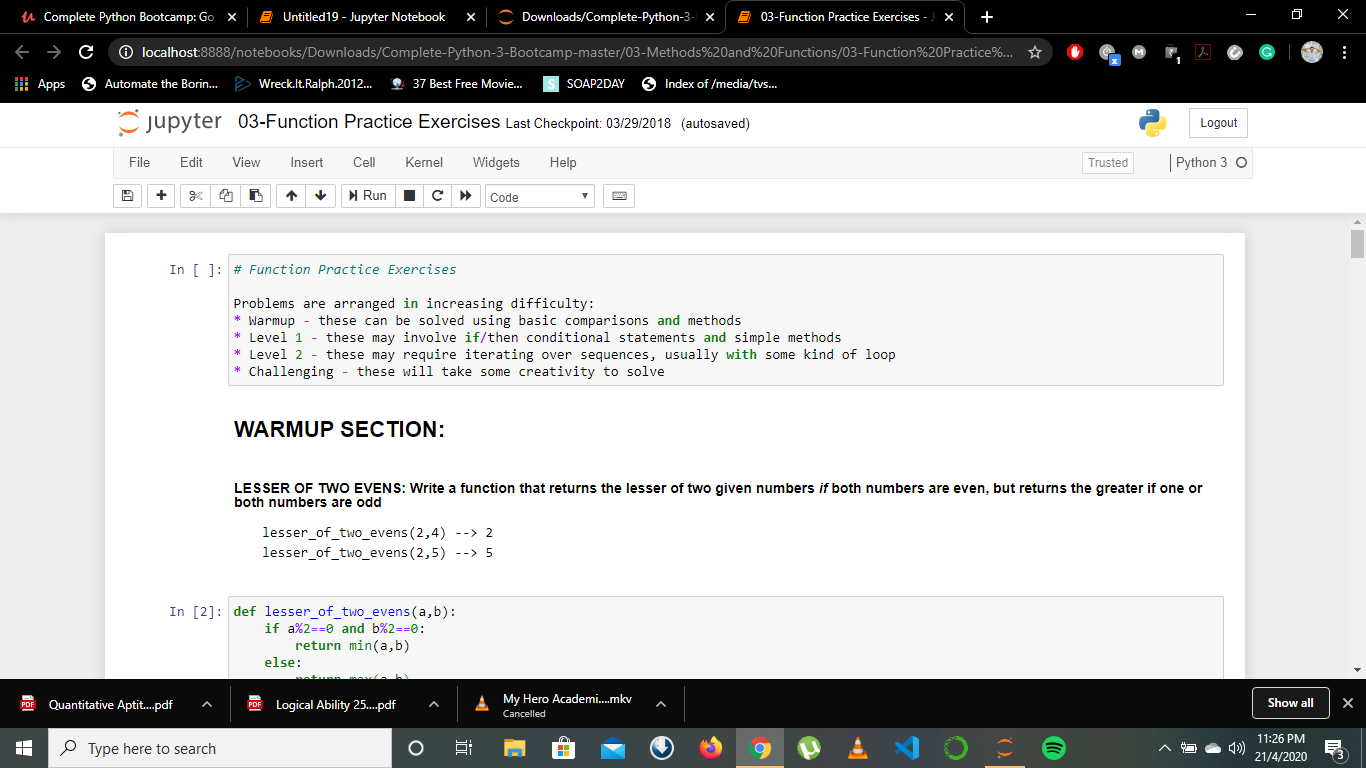 Complete Python Bootcamp: Go
Untitled19 - Jupyter Notebook
Downloads/Complete-Python-3-
03-Function Practice Exercises - J
localhost:8888/notebooks/Downloads/Complete-Python-3-Bootcamp-master/03-Methods%20and%20Functions/03-Function%20Practice%...
Apps
Automate the Borin...
Wreck.It.Ralph.2012...
37 Best Free Movie...
S SOAP2DAY
Index of /media/tvs...
jupyter 03-Function Practice Exercises Last Checkpoint: 03/29/2018 (autosaved)
Logout
File Edit View Insert Cell Kernel Widgets Help
Trusted
Python 3
Run
Code
In [ ]: # Function Practice Exercises
Problems are arranged in increasing difficulty:
* Warmup - these can be solved using basic comparisons and methods
* Level 1 - these may involve if/then conditional statements and simple methods
* Level 2 - these may require iterating over sequences, usually with some kind of loop
* Challenging - these will take some creativity to solve
WARMUP SECTION:
LESSER OF TWO EVENS: Write a function that returns the lesser of two given numbers if both numbers are even, but returns the greater if one or
both numbers are odd
lesser_of_two_evens(2,4) --> 2
lesser_of_two_evens(2,5) --> 5
In [2]: def lesser_of_two_evens(a,b):
if a%2==0 and b%2==0:
return min(a,b)
else:
return max(a,b)
PDF Quantitative Aptit....pdf
PDF Logical Ability 25....pdf
My Hero Academi....mkv
Cancelled
Show all
Type here to search
11:26 PM
21/4/2020
3